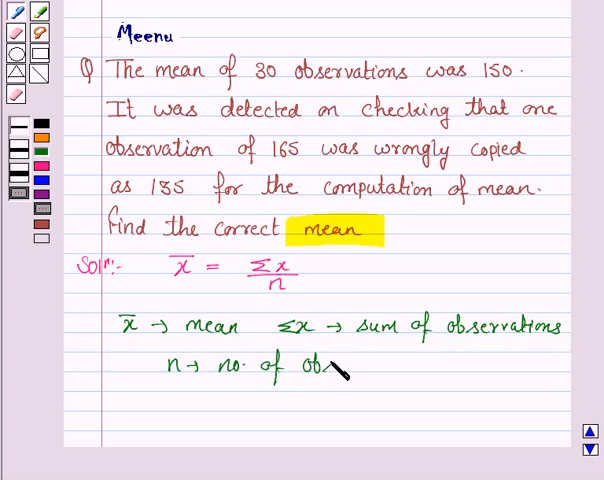 Meenu
Q The mean of 30 observations was 150.
It was detected on checking that one
observation of 165 was wrongly copied
as 135 for the computation of mean.
Find the correct mean
Solⁿ:- x̅ = Σx / n
x̅ → mean Σx → sum of observations
n → no. of obs